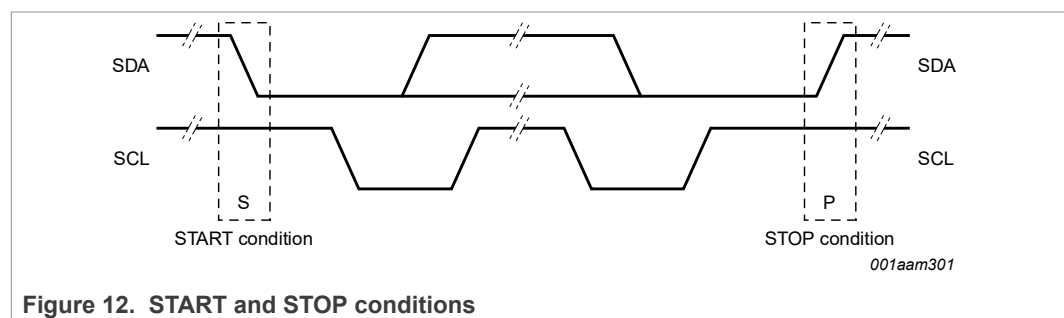 SDA SDA
SCL SCL
S P
START condition STOP condition
001aam301
Figure 12. START and STOP conditions